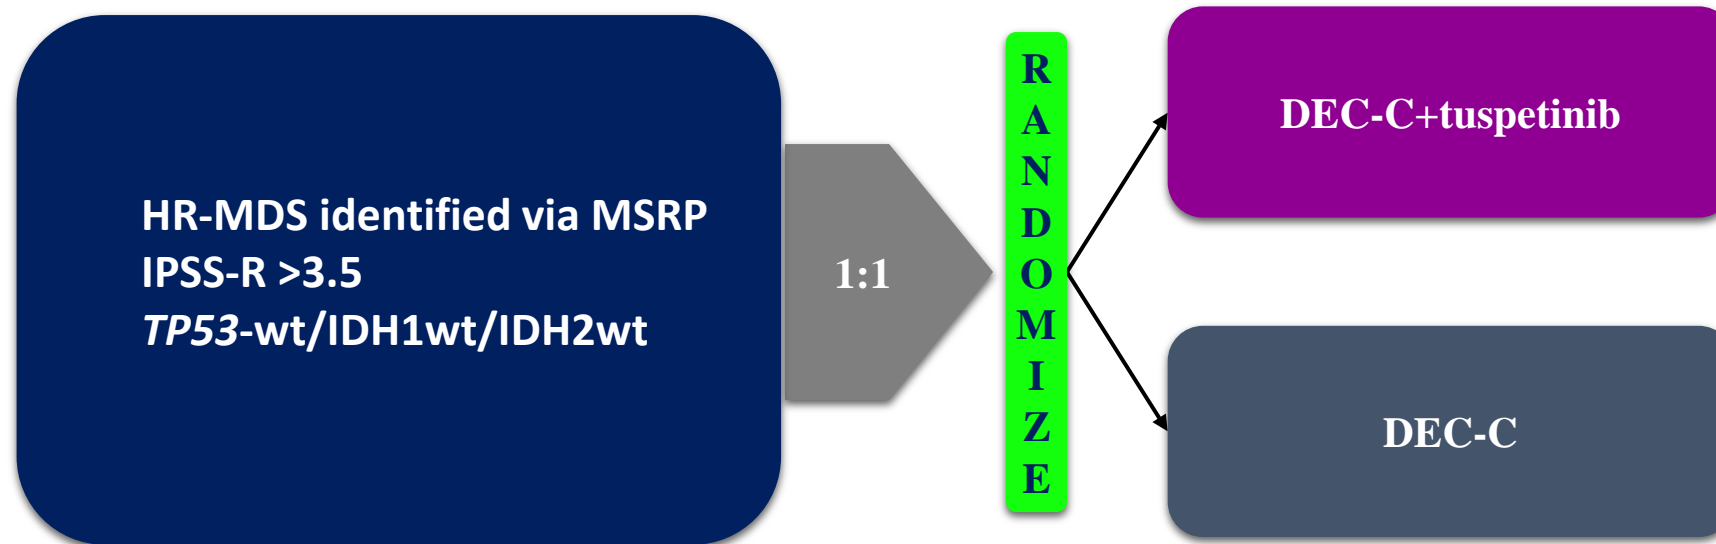 HR-MDS identified via MSRP
IPSS-R >3.5
TP53-wt/IDH1wt/IDH2wt
1:1
RANDOMIZE
DEC-C+tuspetinib
DEC-C